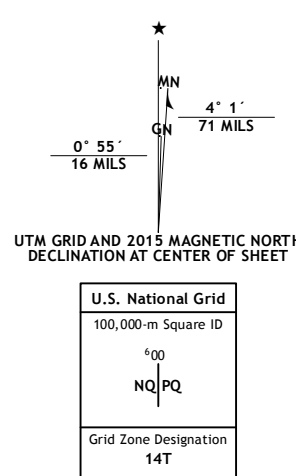 ★
MN
4° 1´
71 MILS
GN
0° 55´
16 MILS
UTM GRID AND 2015 MAGNETIC NORTH
DECLINATION AT CENTER OF SHEET
U.S. National Grid
100,000-m Square ID
⁶00
NQ PQ
Grid Zone Designation
14T